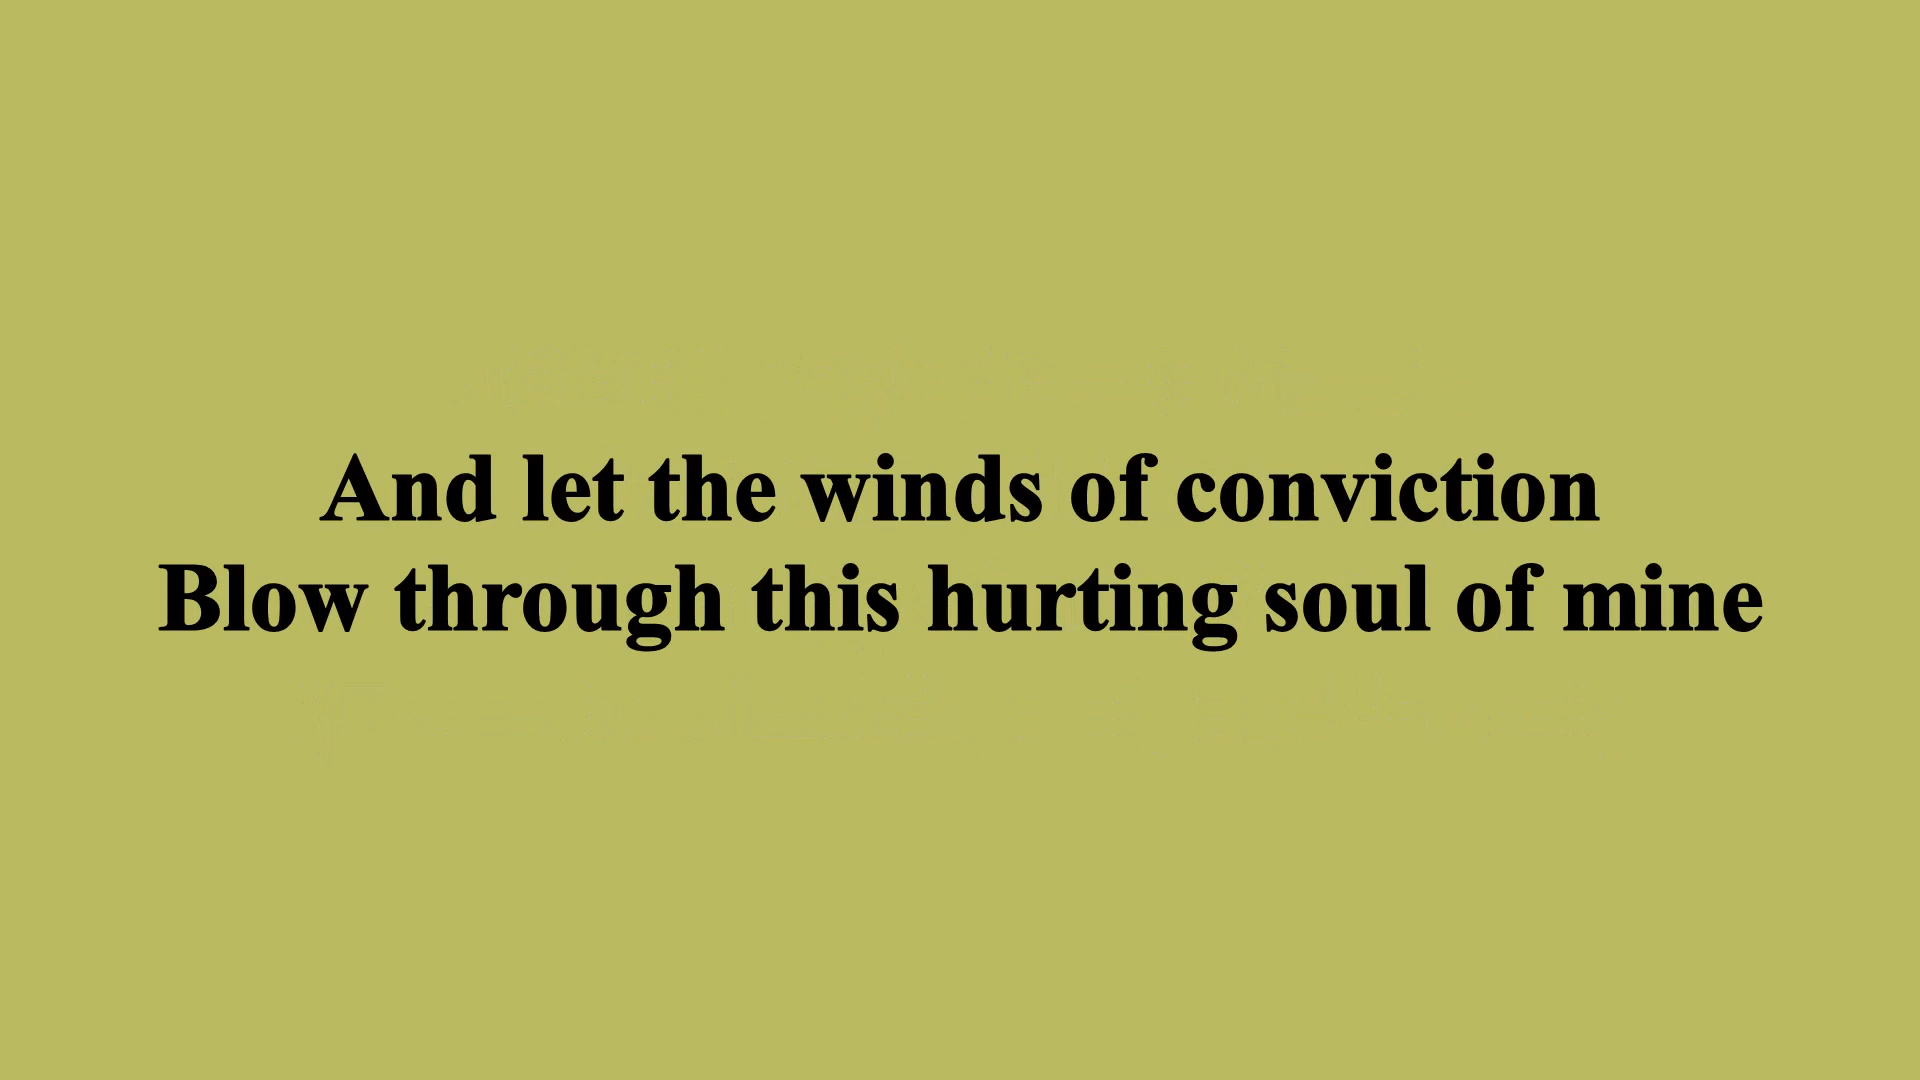 And let the winds of conviction
Blow through this hurting soul of mine